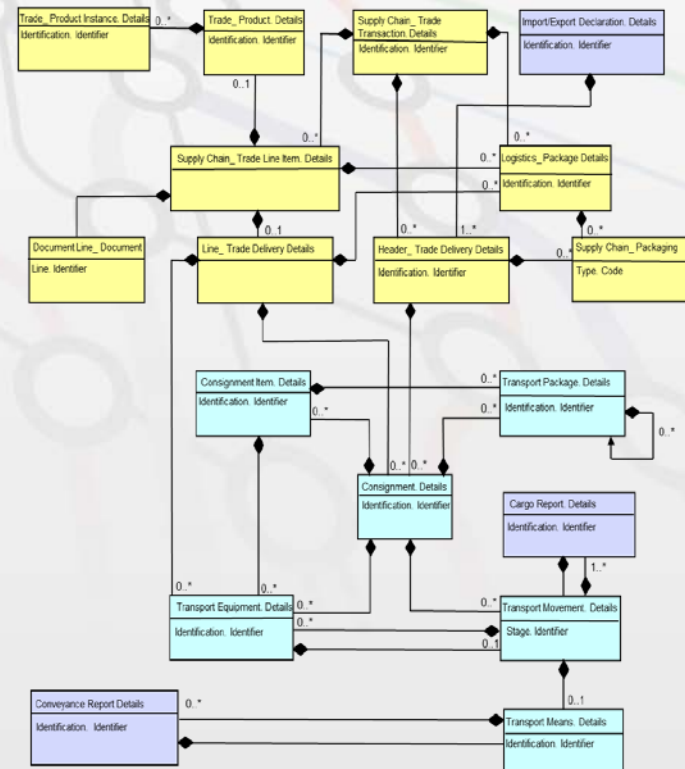 Trade_ Product Instance. Details
Identification. Identifier
0..*
Trade_ Product. Details
Identification. Identifier
Supply Chain_ Trade
Transaction. Details
Identification. Identifier
Import/Export Declaration. Details
Identification. Identifier
0..1
0..*
0..*
Supply Chain_ Trade Line Item. Details
0..*
0..*
Logistics_Package Details
Identification. Identifier
Document Line_ Document
Line. Identifier
0..1
Line_ Trade Delivery Details
0..*
1..*
Header_ Trade Delivery Details
Identification. Identifier
0..*
0..*
Supply Chain_ Packaging
Type. Code
Consignment Item. Details
Identification. Identifier
0..*
0..*
0..*
Transport Package. Details
Identification. Identifier
0..*
0..*
0..*
Consignment. Details
Identification. Identifier
Cargo Report. Details
Identification. Identifier
1..*
0..*
0..*
Transport Equipment. Details
Identification. Identifier
0..*
0..*
0..*
0..1
Transport Movement. Details
Stage. Identifier
Conveyance Report Details
Identification. Identifier
0..*
0..1
Transport Means. Details
Identification. Identifier